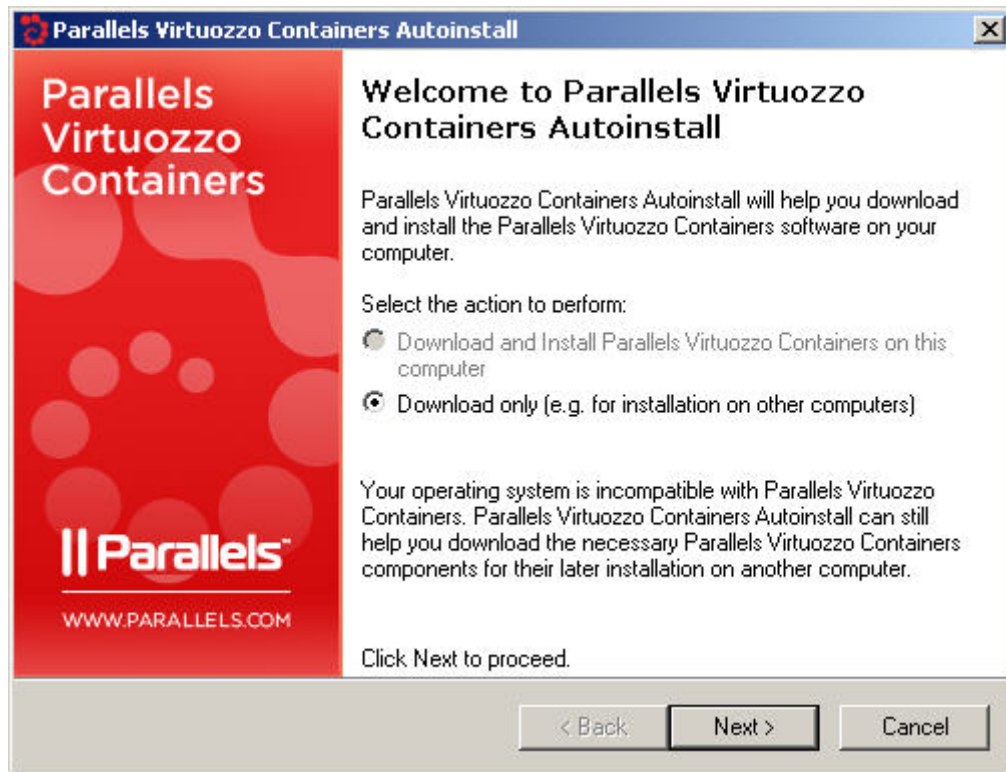 Parallels Virtuozzo Containers Autoinstall
Parallels
Virtuozzo
Containers
|| Parallels™
WWW.PARALLELS.COM
Welcome to Parallels Virtuozzo
Containers Autoinstall
Parallels Virtuozzo Containers Autoinstall will help you download
and install the Parallels Virtuozzo Containers software on your
computer.
Select the action to perform:
Download and Install Parallels Virtuozzo Containers on this
computer
Download only (e.g. for installation on other computers)
Your operating system is incompatible with Parallels Virtuozzo
Containers. Parallels Virtuozzo Containers Autoinstall can still
help you download the necessary Parallels Virtuozzo Containers
components for their later installation on another computer.
Click Next to proceed.
< Back
Next >
Cancel